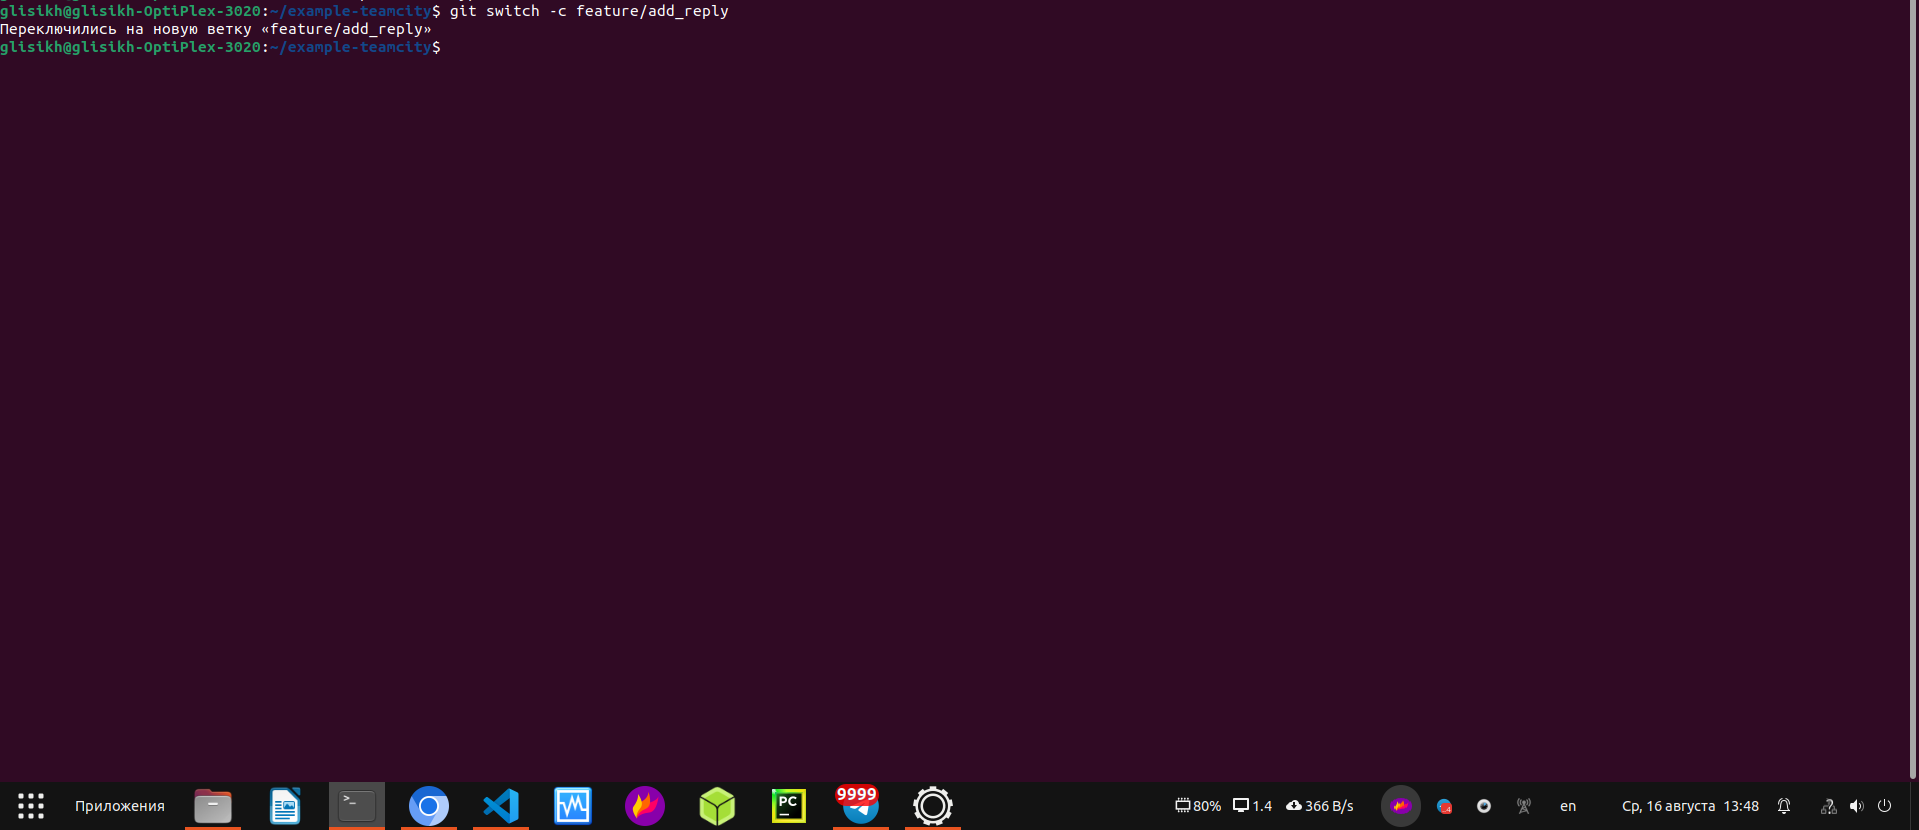 glisikh@glisikh-OptiPlex-3020:~/example-teamcity$ git switch -c feature/add_reply
Переключились на новую ветку «feature/add_reply»
glisikh@glisikh-OptiPlex-3020:~/example-teamcity$
Приложения
>_
PC
9999
80%
1.4
366 B/s
4
en
Ср, 16 августа 13:48